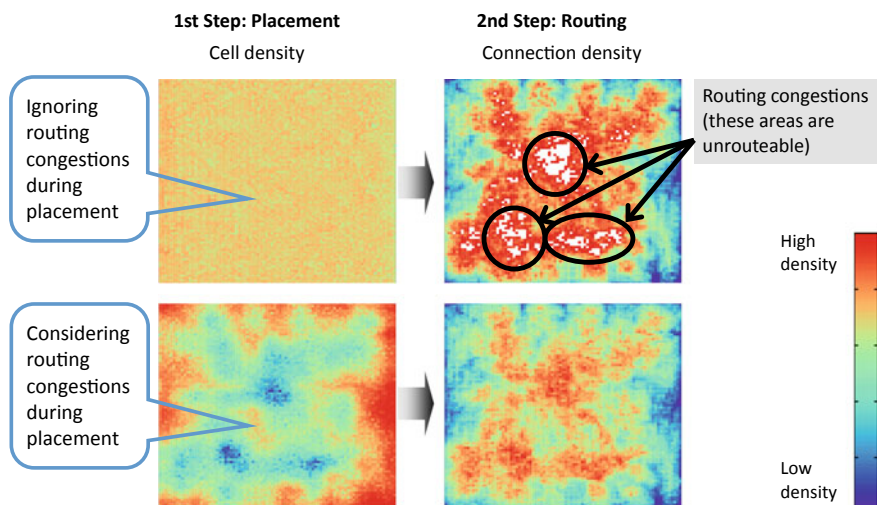 1st Step: Placement
Cell density
2nd Step: Routing
Connection density
Ignoring
routing
congestions
during
placement
Routing congestions
(these areas are
unrouteable)
High
density
Considering
routing
congestions
during
placement
Low
density